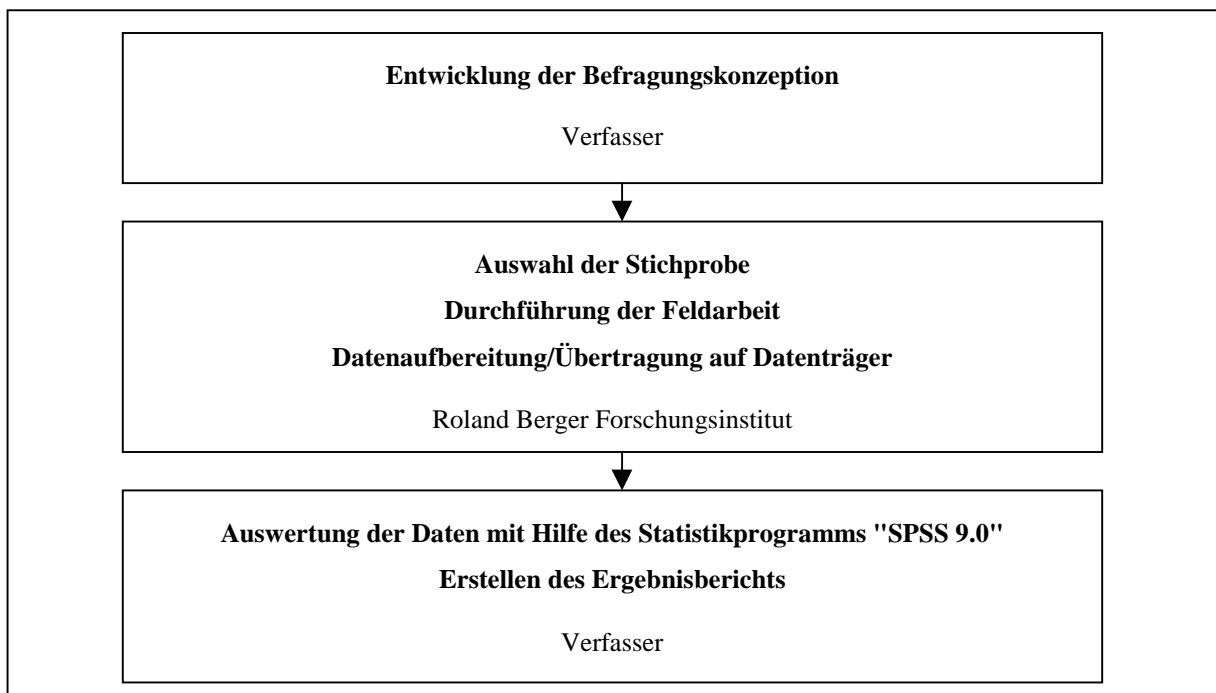 Entwicklung der Befragungskonzeption
Verfasser
Auswahl der Stichprobe
Durchführung der Feldarbeit
Datenaufbereitung/Übertragung auf Datenträger
Roland Berger Forschungsinstitut
Auswertung der Daten mit Hilfe des Statistikprogramms "SPSS 9.0"
Erstellen des Ergebnisberichts
Verfasser